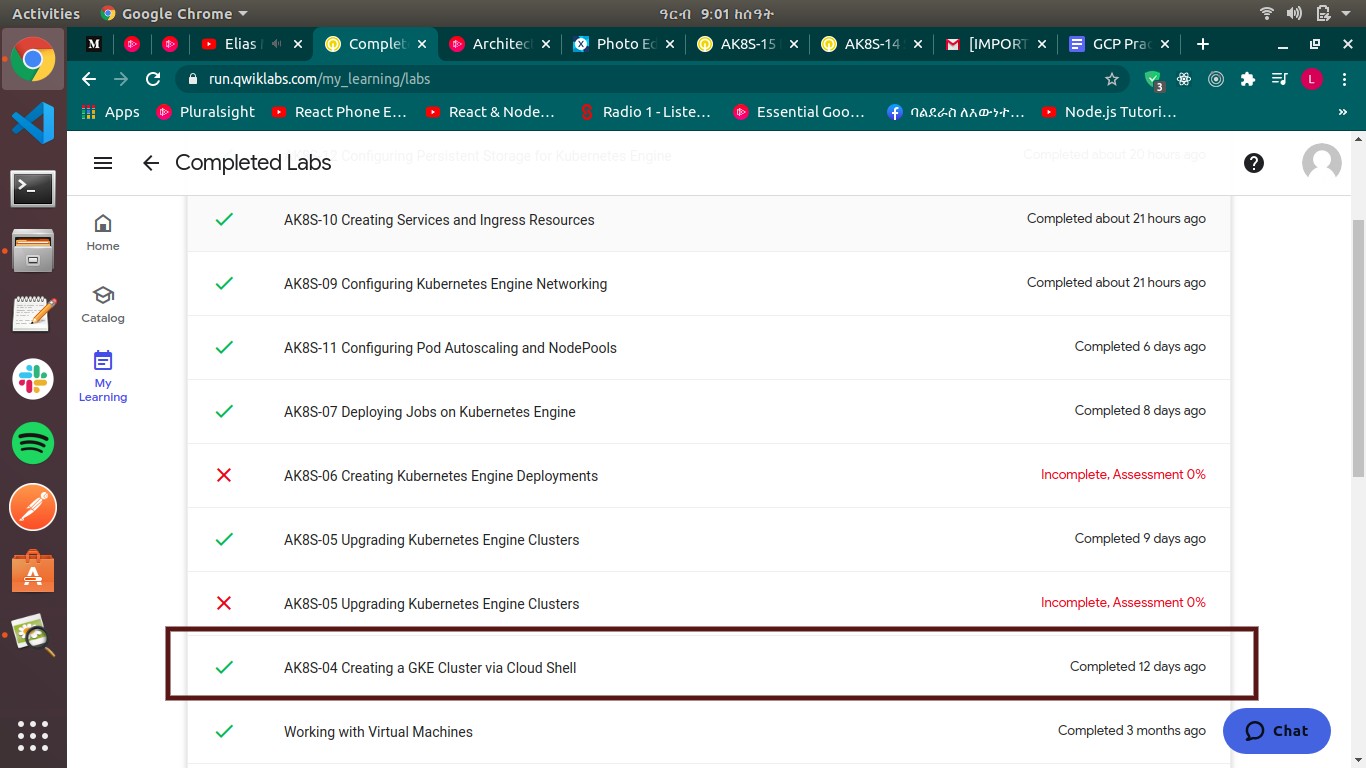 Activities Google Chrome ዓርብ 9:01 ከሰዓት
Elias Complet Architec Photo Ed AK8S-15 AK8S-14 [IMPORT GCP Prac
run.qwiklabs.com/my_learning/labs 3 L
Apps Pluralsight React Phone E... React & Node... Radio 1 - Liste... Essential Goo... ባልደራስ ለእውነተ... Node.js Tutori... »
Configuring Persistent Storage for Kubernetes Engine Completed about 20 hours ago
Completed Labs
Home
Catalog
My
Learning
AK8S-10 Creating Services and Ingress Resources Completed about 21 hours ago
AK8S-09 Configuring Kubernetes Engine Networking Completed about 21 hours ago
AK8S-11 Configuring Pod Autoscaling and NodePools Completed 6 days ago
AK8S-07 Deploying Jobs on Kubernetes Engine Completed 8 days ago
AK8S-06 Creating Kubernetes Engine Deployments Incomplete, Assessment 0%
AK8S-05 Upgrading Kubernetes Engine Clusters Completed 9 days ago
AK8S-05 Upgrading Kubernetes Engine Clusters Incomplete, Assessment 0%
AK8S-04 Creating a GKE Cluster via Cloud Shell Completed 12 days ago
Working with Virtual Machines Completed 3 months ago
Chat